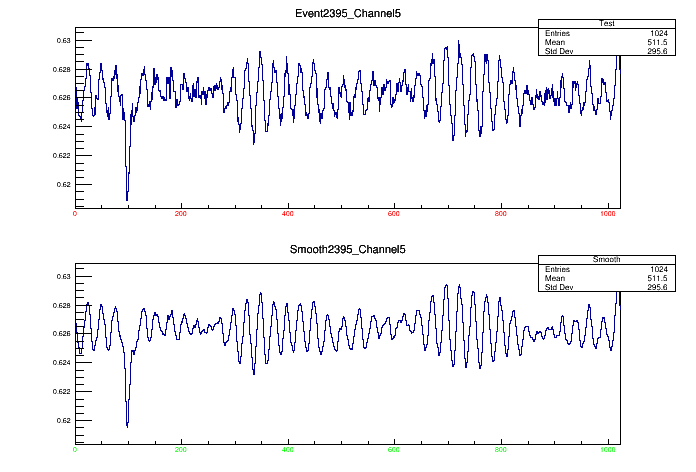 Event2395_Channel5
Test
Entries 1024
Mean 511.5
Std Dev 295.6
0.63
0.628
0.626
0.624
0.622
0.62
0 200 400 600 800 1000
Smooth2395_Channel5
Smooth
Entries 1024
Mean 511.5
Std Dev 295.6
0.63
0.628
0.626
0.624
0.622
0.62
0 200 400 600 800 1000